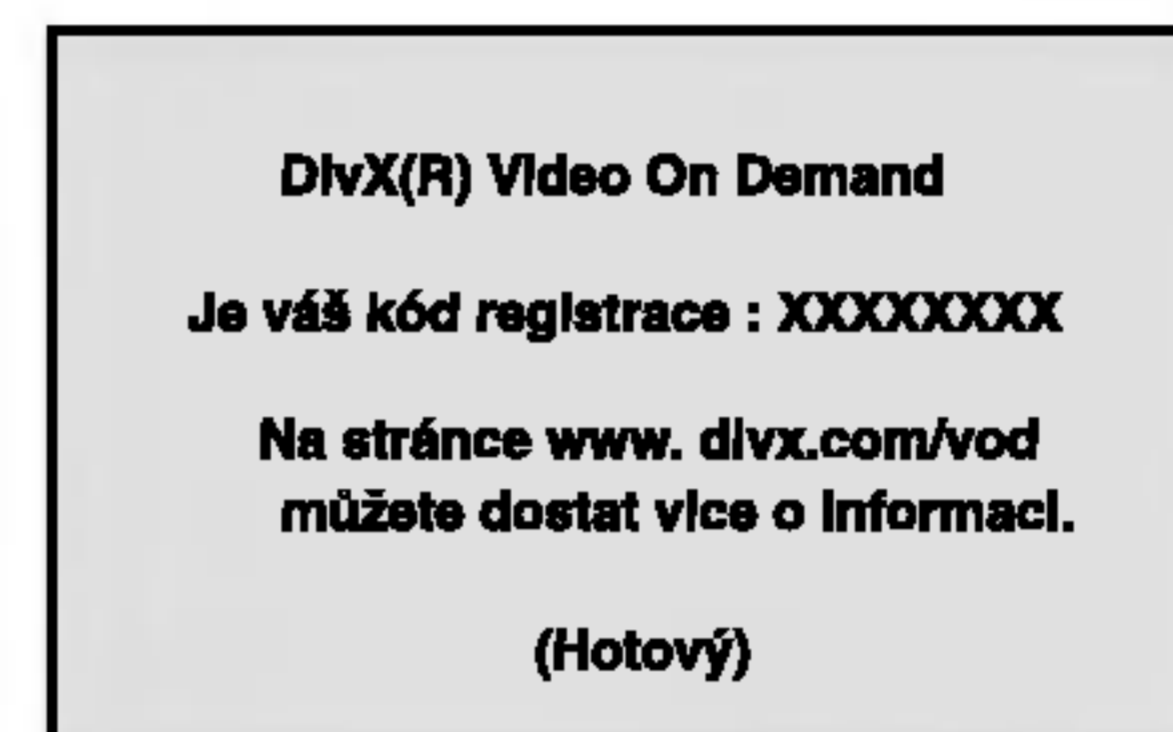 DivX(R) Video On Demand
Je váš kód registrace : XXXXXXXX
Na stránce www. divx.com/vod
můžete dostat vice o informaci.
(Hotový)